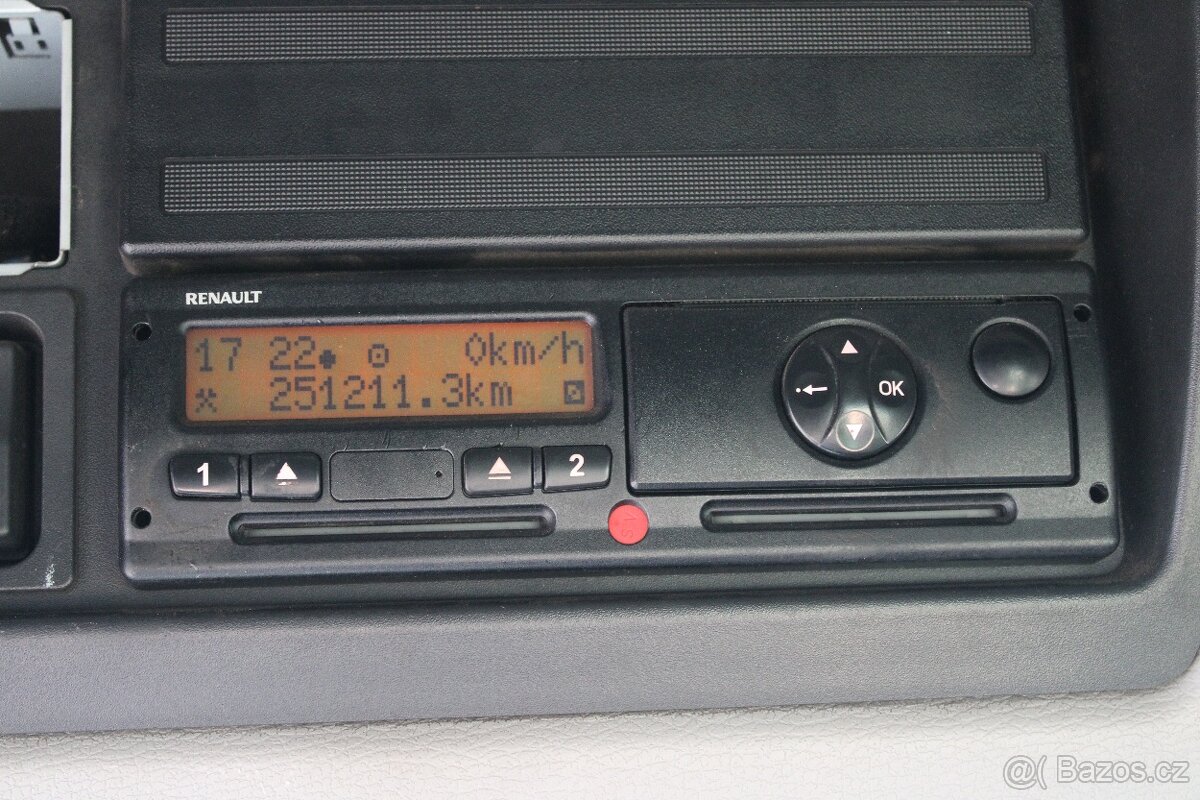 RENAULT
17 22 0km/h
251211.3km
1
2
OK
@( Bazos.cz